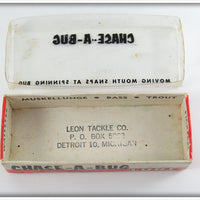 CHASE-A-BUG
MOVING MOUTH SNAPS AT SPINNING BUG
MUSKELLUNGE • BASS • TROUT
LEON TACKLE CO.
P. O. BOX
DETROIT 10, MICHIGAN
CHASE-A-BUG